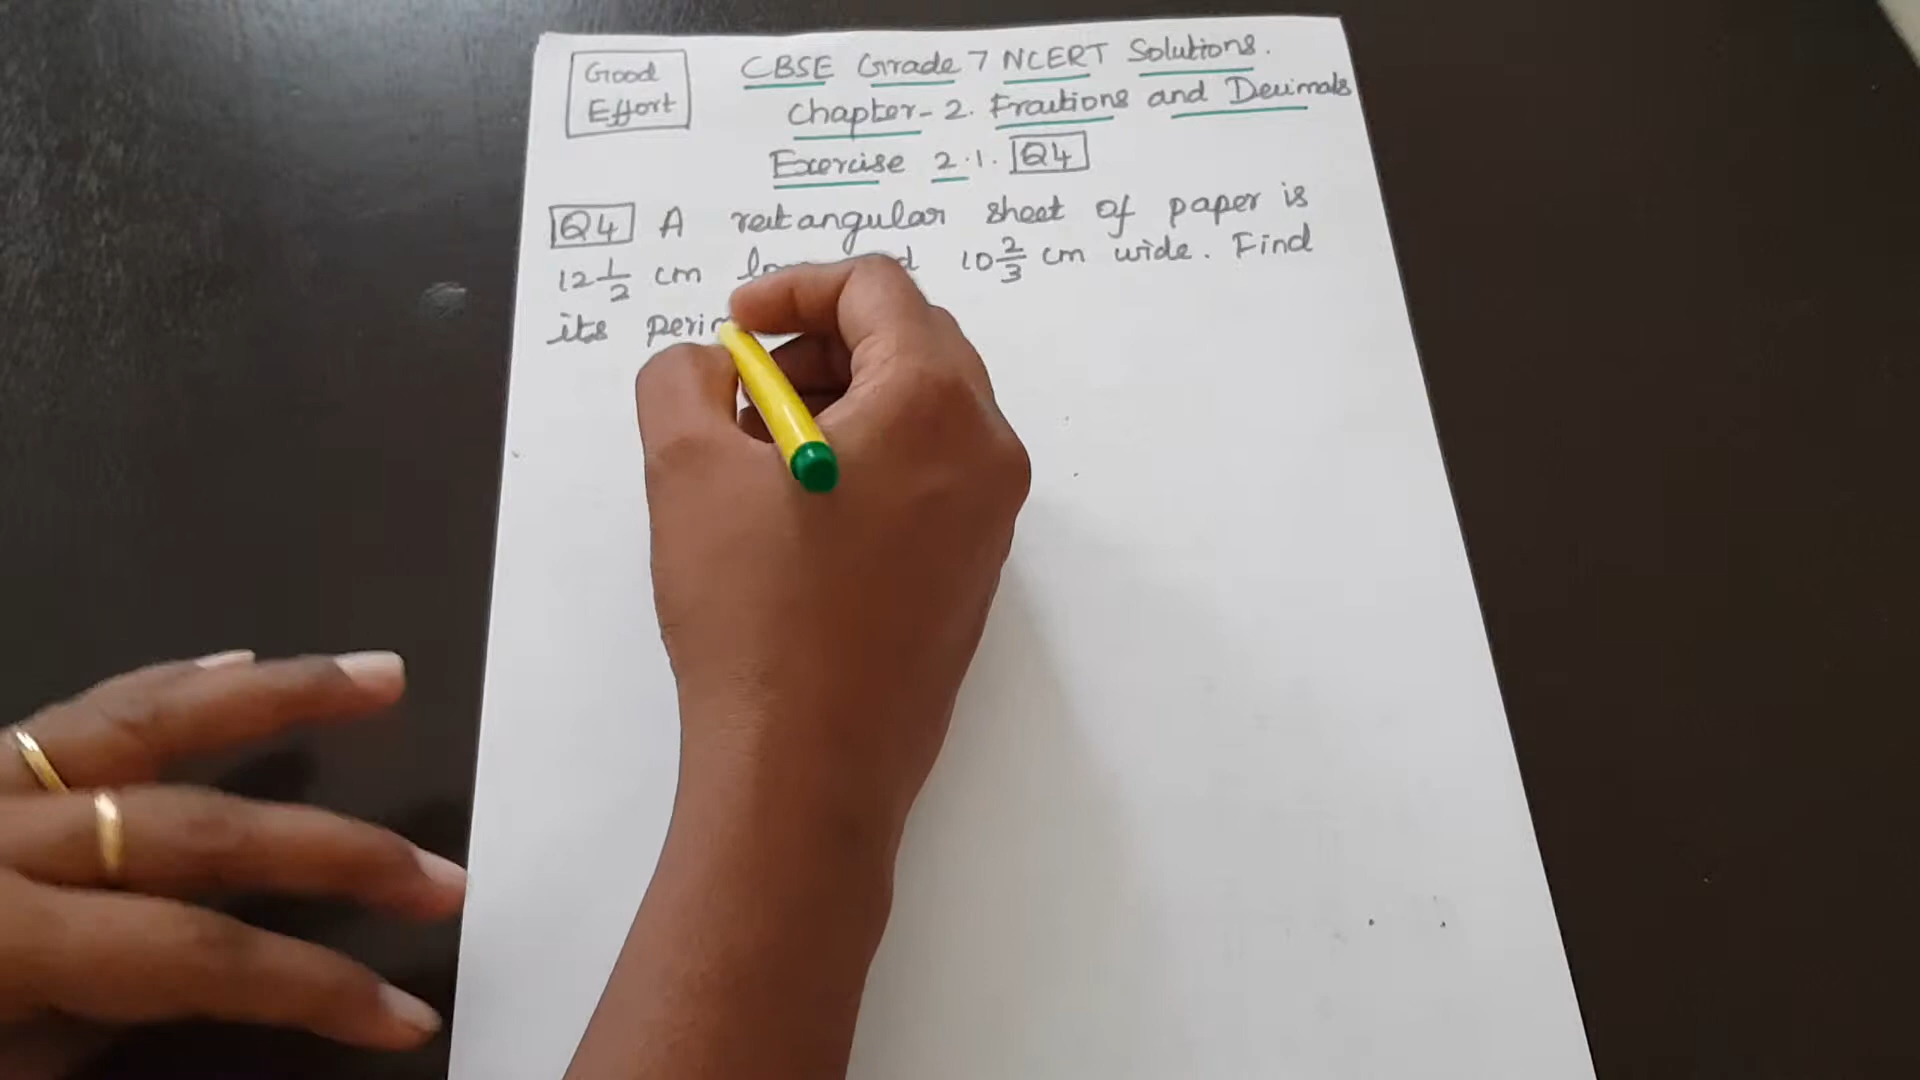 Good
Effort
CBSE Grade 7 NCERT Solutions.
Chapter-2. Fractions and Decimals
Exercise 2.1. Q4
Q4 A rectangular sheet of paper is
12 1/2 cm 10 2/3 cm wide. Find
its